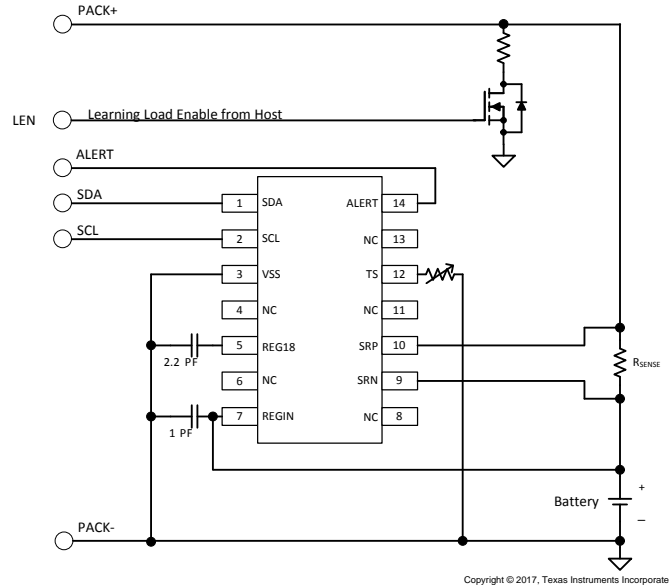 PACK+
LEN
Learning Load Enable from Host
ALERT
SDA
SCL
1 SDA
ALERT 14
2 SCL
NC 13
3 VSS
TS 12
4 NC
NC 11
5 REG18
SRP 10
2.2 PF
RSENSE
6 NC
SRN 9
7 REGIN
NC 8
1 PF
+
Battery
–
PACK-
Copyright © 2017, Texas Instruments Incorporate